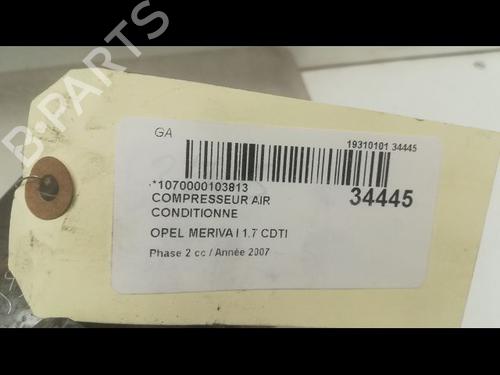 B-PARTS
GA
19310101 34445
*1070000103813
34445
COMPRESSEUR AIR
CONDITIONNE
OPEL MERIVA I 1.7 CDTI
Phase 2 cc / Année 2007